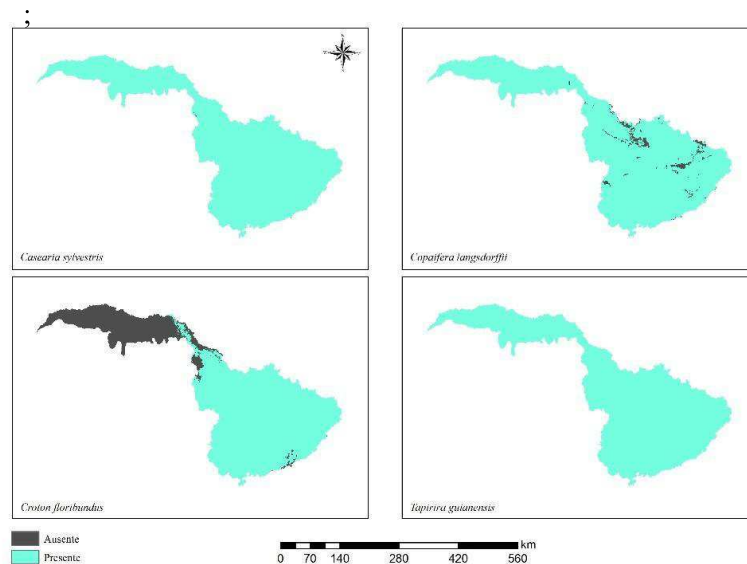 ;
Casearia sylvestris
Copaifera langsdorffii
Croton floribundus
Tapirira guianensis
Ausente
Presente
km
0 70 140 280 420 560